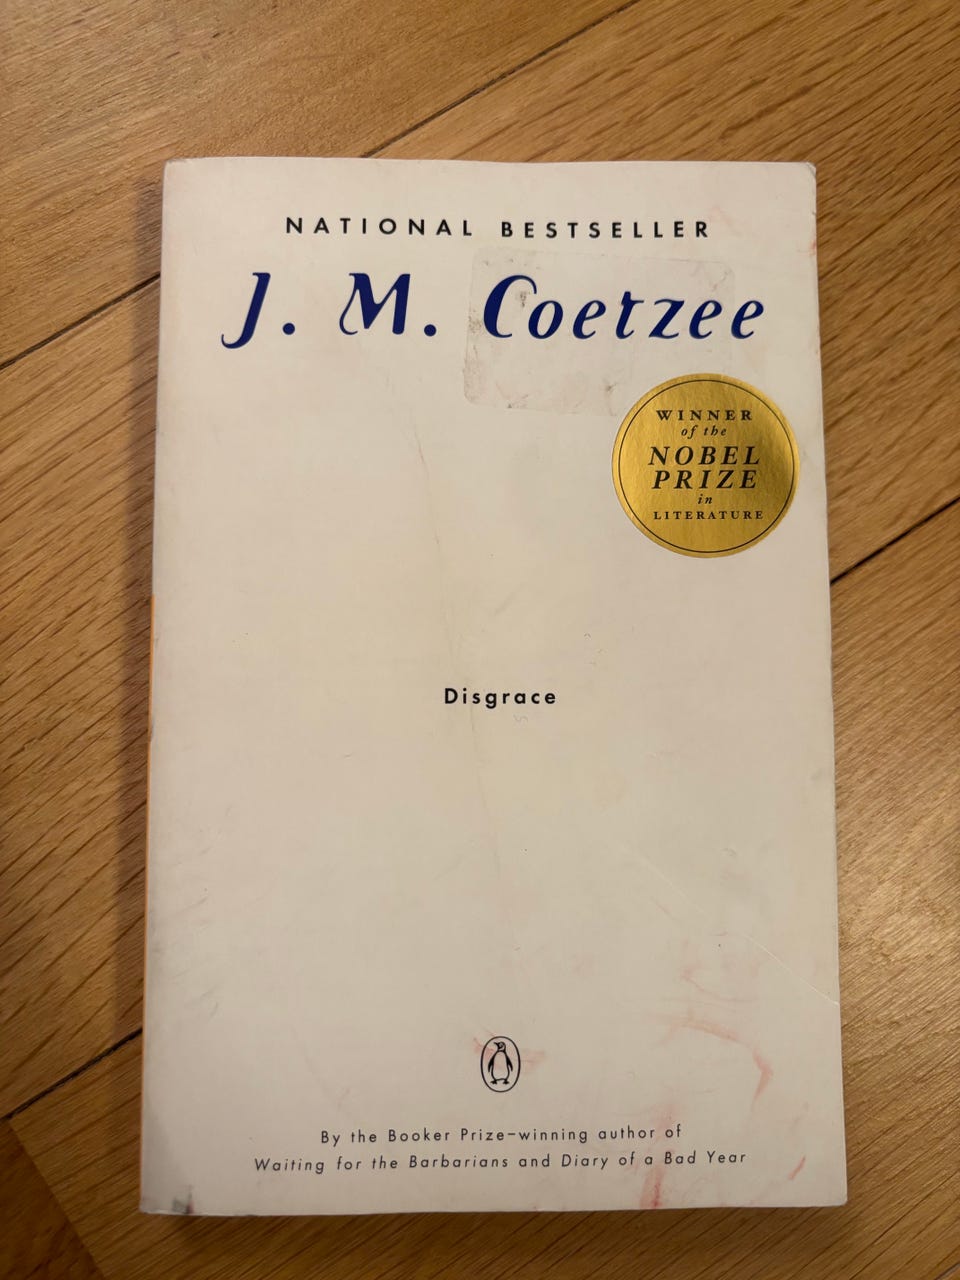 NATIONAL BESTSELLER
J. M. Coetzee
WINNER
of the
NOBEL
PRIZE
in
LITERATURE
Disgrace
By the Booker Prize–winning author of
Waiting for the Barbarians and Diary of a Bad Year